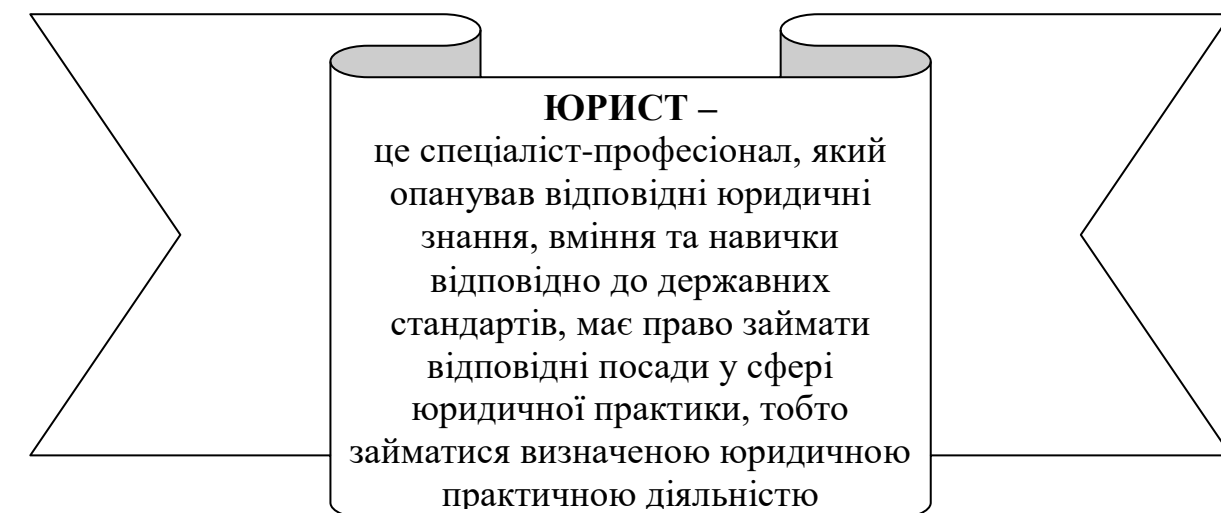 ЮРИСТ –
це спеціаліст-професіонал, який
опанував відповідні юридичні
знання, вміння та навички
відповідно до державних
стандартів, має право займати
відповідні посади у сфері
юридичної практики, тобто
займатися визначеною юридичною
практичною діяльністю